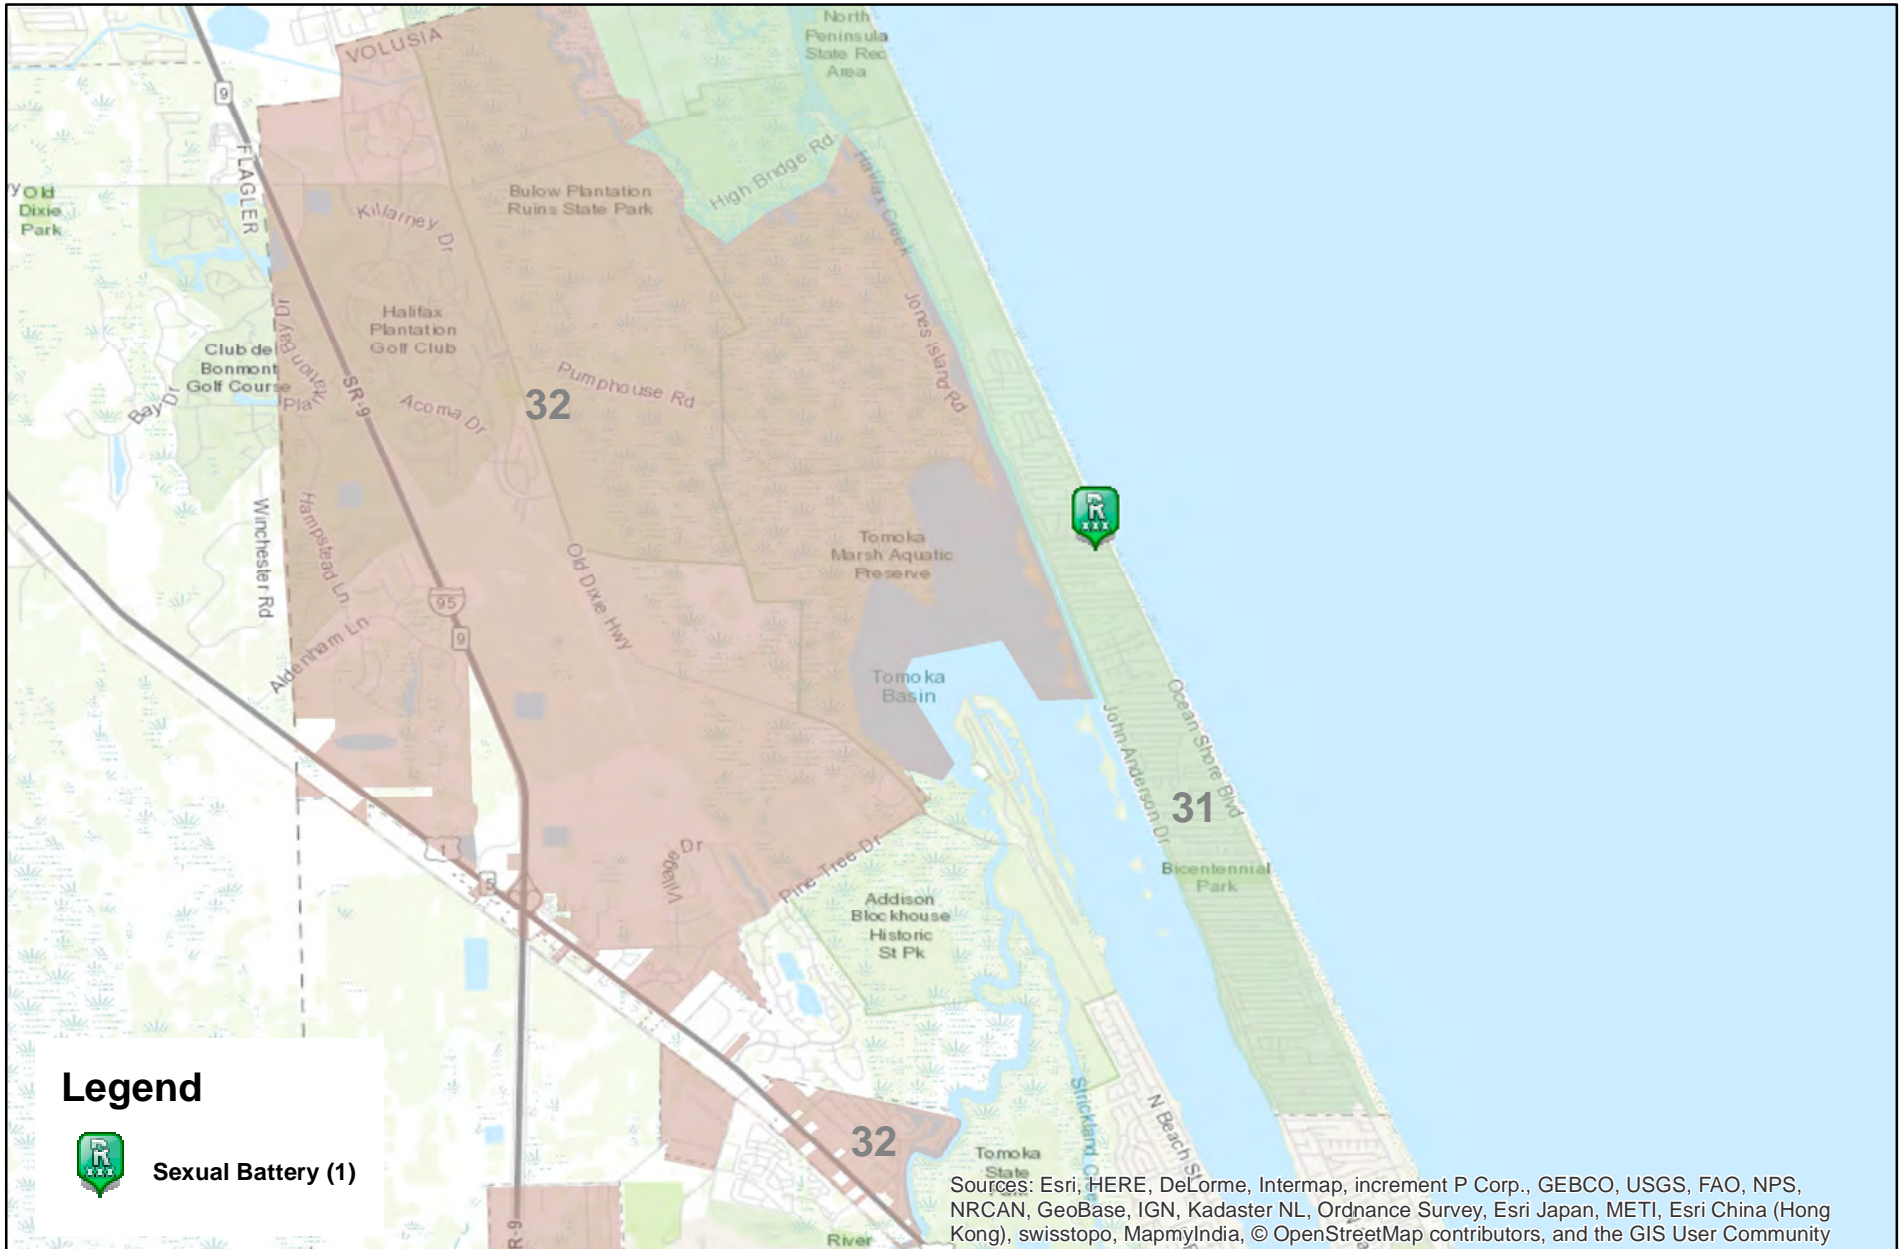 North
Peninsula
State Rec
Area
VOLUSIA
9
FLAGLER
Old
Dixie
Park
High Bridge Rd
Halifax Creek
Bulow Plantation
Ruins State Park
Killarney Dr
Jones Island Rd
Halifax
Plantation
Golf Club
Club de
Bonmont
Golf Course
Plantation Bay Dr
Bay Dr
SR-9
Pumphouse Rd
Acoma Dr
32
Winchester Rd
Hampstead Ln
R
XXX
Tomoka
Marsh Aquatic
Preserve
Old Dixie Hwy
95
9
Aldenham Ln
Tomoka
Basin
Ocean Shore Blvd
John Anderson Dr
31
1
5
Village Dr
Pine Tree Dr
Bicentennial
Park
Addison
Blockhouse
Historic
St Pk
Legend
R
XXX
Sexual Battery (1)
32
N Beach St
Tomoka
State
River
Sources: Esri, HERE, DeLorme, Intermap, increment P Corp., GEBCO, USGS, FAO, NPS,
NRCAN, GeoBase, IGN, Kadaster NL, Ordnance Survey, Esri Japan, METI, Esri China (Hong
Kong), swisstopo, MapmyIndia, © OpenStreetMap contributors, and the GIS User Community